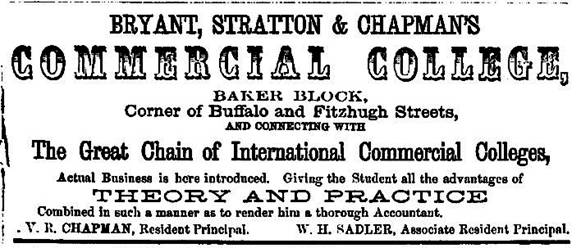 BRYANT, STRATTON & CHAPMAN'S
COMMERCIAL COLLEGE,
BAKER BLOCK,
Corner of Buffalo and Fitzhugh Streets,
AND CONNECTING WITH
The Great Chain of International Commercial Colleges,
Actual Business is here introduced. Giving the Student all the advantages of
THEORY AND PRACTICE
Combined in such a manner as to render him a thorough Accountant.
. V. R. CHAPMAN, Resident Principal. W. H. SADLER, Associate Resident Principal.